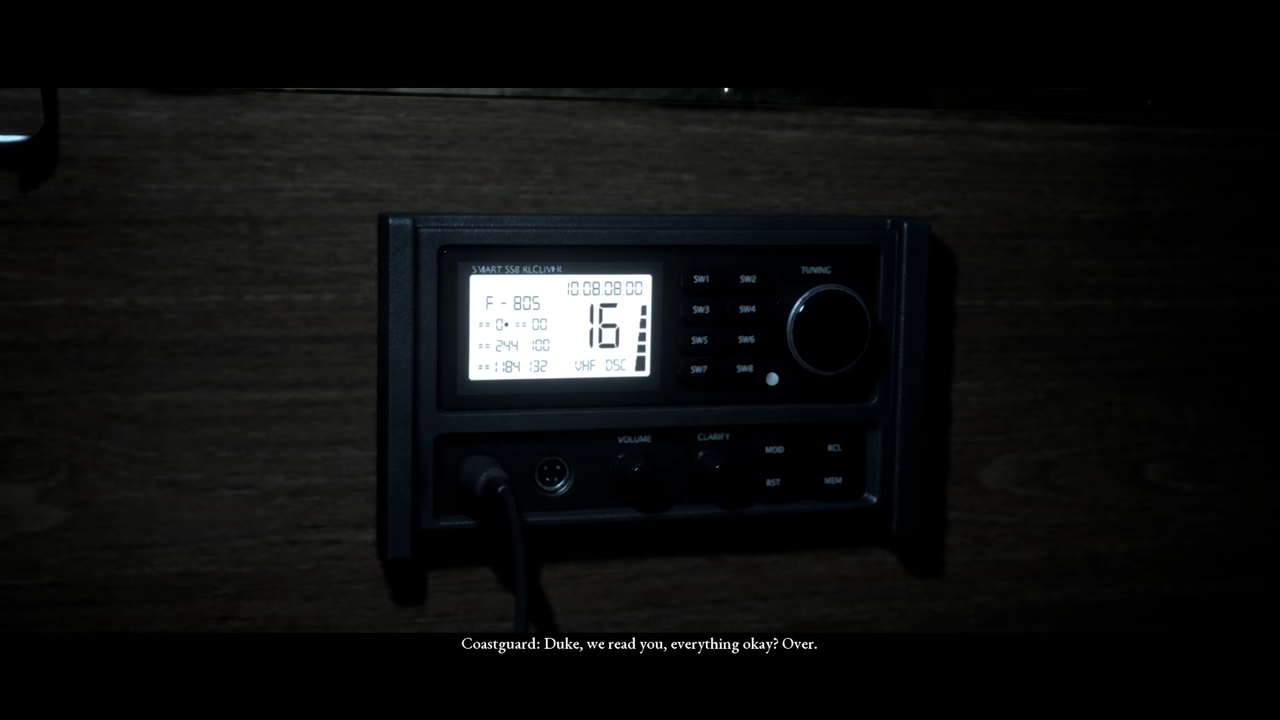 SMART SSB RECEIVER
10:08:08:00
F - 805
16
== 0• == 00
== 244 100
== 1184 132
VHF DSC
SW1 SW2
SW3 SW4
SW5 SW6
SW7 SW8
TUNING
VOLUME
CLARIFY
MOD
RCL
RST
MEM
Coastguard: Duke, we read you, everything okay? Over.